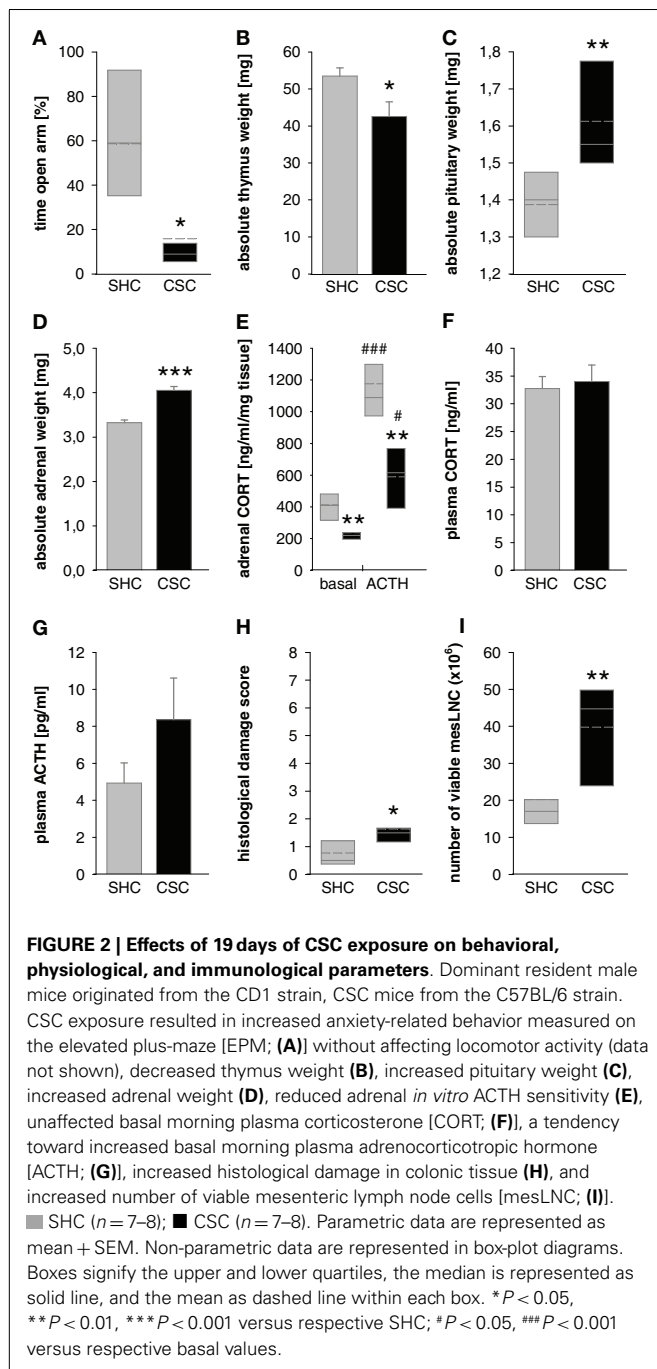 A
time open arm [%]
100
80
60
40
20
0
*
SHC CSC
B
absolute thymus weight [mg]
60
50
40
30
20
10
0
*
SHC CSC
C
absolute pituitary weight [mg]
1,8
1,7
1,6
1,5
1,4
1,3
1,2
**
SHC CSC
D
absolute adrenal weight [mg]
5,0
4,0
3,0
2,0
1,0
0,0
***
SHC CSC
E
adrenal CORT [ng/ml/mg tissue]
1400
1200
1000
800
600
400
200
0
###
#
**
**
basal ACTH
F
plasma CORT [ng/ml]
40
35
30
25
20
15
10
5
0
SHC CSC
G
plasma ACTH [pg/ml]
12
10
8
6
4
2
0
SHC CSC
H
histological damage score
8
7
6
5
4
3
2
1
0
*
SHC CSC
I
number of viable mesLNC (x10⁶)
60
50
40
30
20
10
0
**
SHC CSC
FIGURE 2 | Effects of 19 days of CSC exposure on behavioral,
physiological, and immunological parameters. Dominant resident male
mice originated from the CD1 strain, CSC mice from the C57BL/6 strain.
CSC exposure resulted in increased anxiety-related behavior measured on
the elevated plus-maze [EPM; (A)] without affecting locomotor activity (data
not shown), decreased thymus weight (B), increased pituitary weight (C),
increased adrenal weight (D), reduced adrenal in vitro ACTH sensitivity (E),
unaffected basal morning plasma corticosterone [CORT; (F)], a tendency
toward increased basal morning plasma adrenocorticotropic hormone
[ACTH; (G)], increased histological damage in colonic tissue (H), and
increased number of viable mesenteric lymph node cells [mesLNC; (I)].
■ SHC (n = 7–8); ■ CSC (n = 7–8). Parametric data are represented as
mean + SEM. Non-parametric data are represented in box-plot diagrams.
Boxes signify the upper and lower quartiles, the median is represented as
solid line, and the mean as dashed line within each box. *P < 0.05,
**P < 0.01, ***P < 0.001 versus respective SHC; #P < 0.05, ###P < 0.001
versus respective basal values.